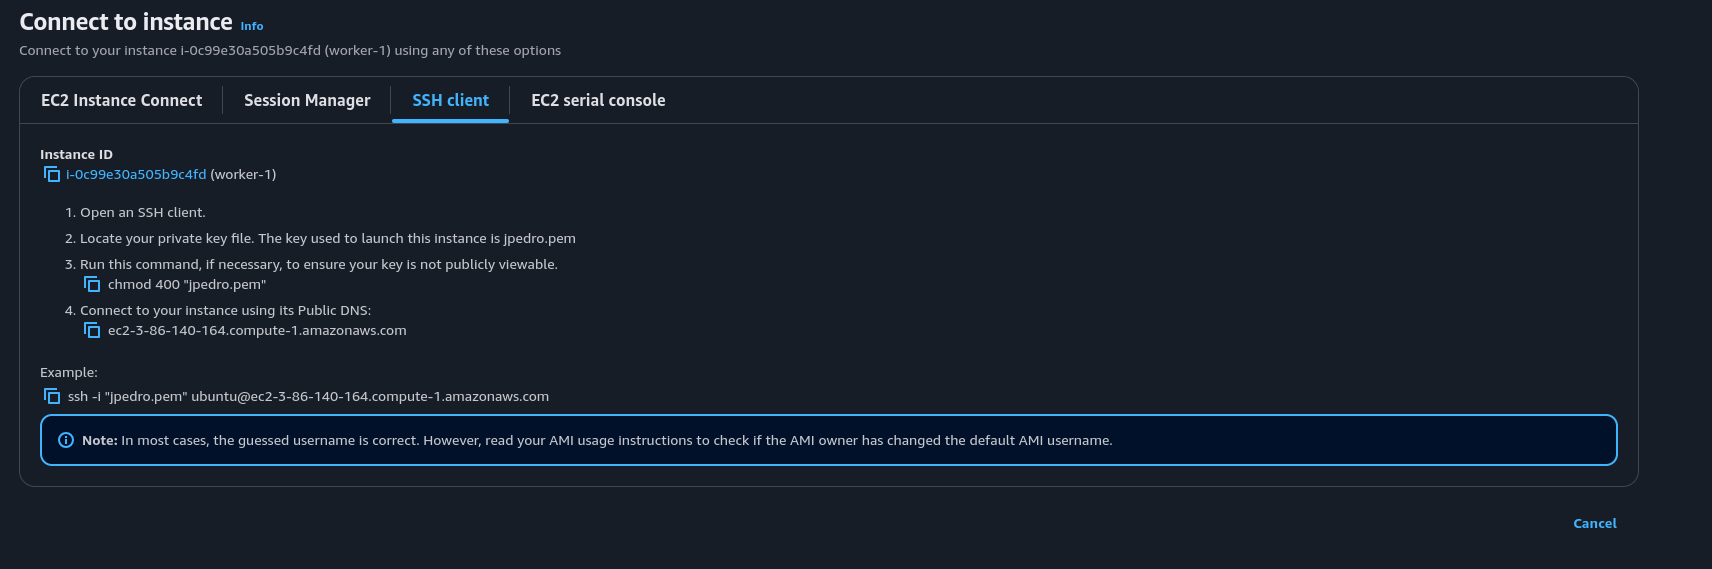 Connect to instance Info
Connect to your instance i-0c99e30a505b9c4fd (worker-1) using any of these options
EC2 Instance Connect Session Manager SSH client EC2 serial console
Instance ID
i-0c99e30a505b9c4fd (worker-1)
1. Open an SSH client.
2. Locate your private key file. The key used to launch this instance is jpedro.pem
3. Run this command, if necessary, to ensure your key is not publicly viewable.
chmod 400 "jpedro.pem"
4. Connect to your instance using its Public DNS:
ec2-3-86-140-164.compute-1.amazonaws.com
Example:
ssh -i "jpedro.pem" ubuntu@ec2-3-86-140-164.compute-1.amazonaws.com
Note: In most cases, the guessed username is correct. However, read your AMI usage instructions to check if the AMI owner has changed the default AMI username.
Cancel